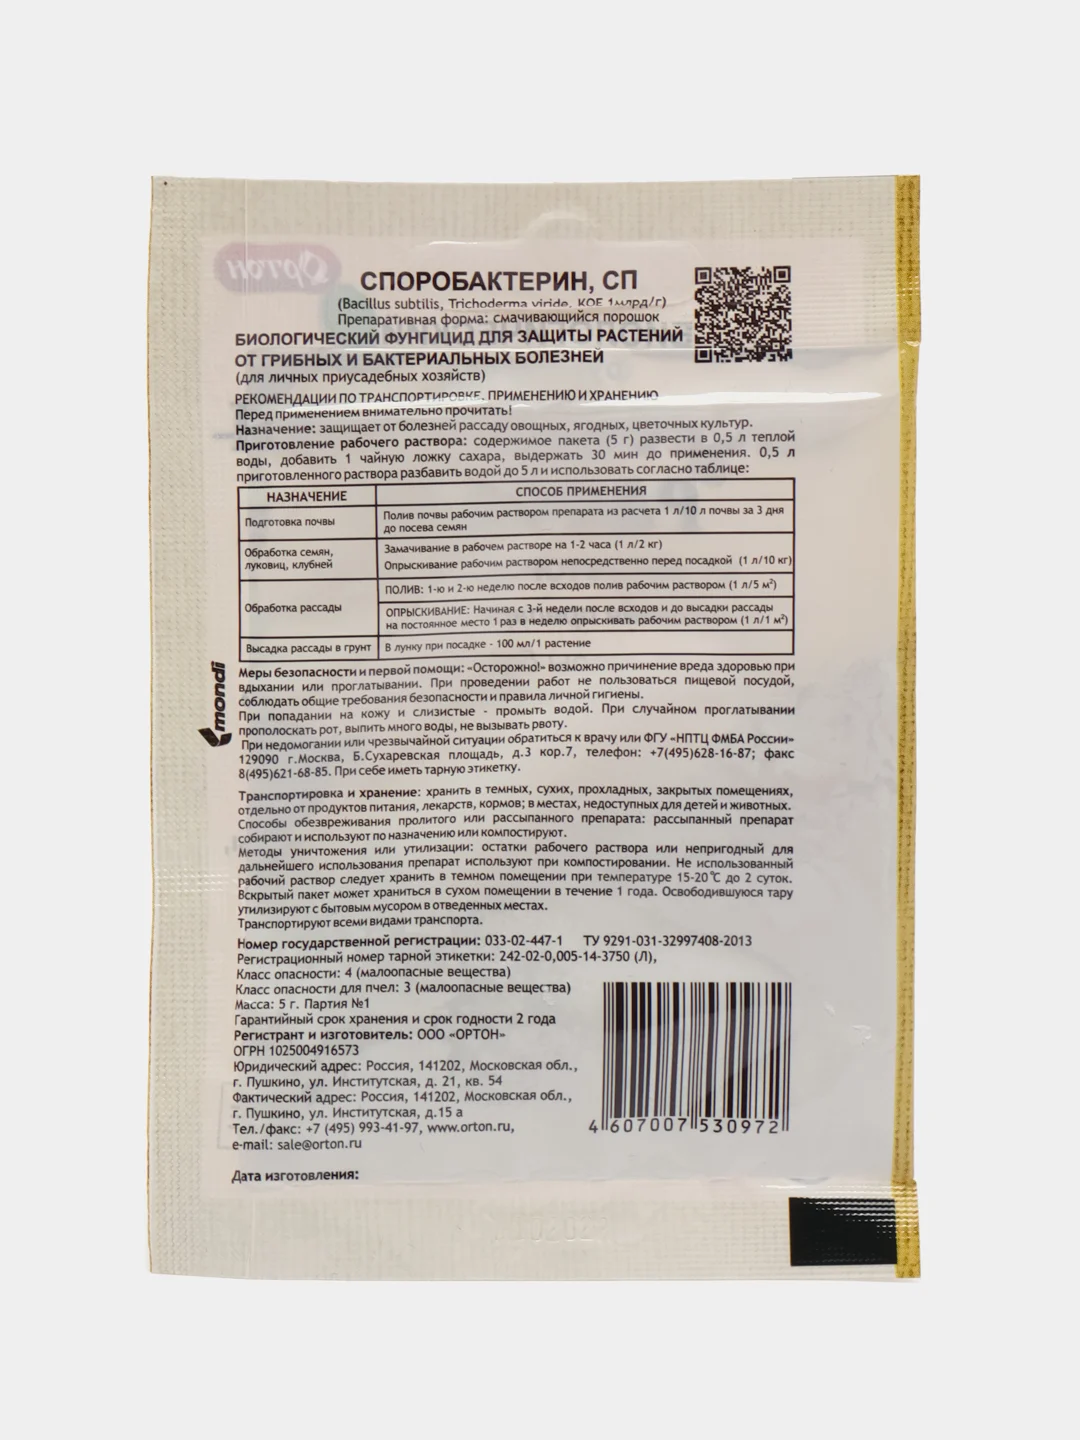 Ортон
СПОРОБАКТЕРИН, СП
(Bacillus subtilis, Trichoderma viride, КОЕ 1млрд/г)
Препаративная форма: смачивающийся порошок
БИОЛОГИЧЕСКИЙ ФУНГИЦИД ДЛЯ ЗАЩИТЫ РАСТЕНИЙ
ОТ ГРИБНЫХ И БАКТЕРИАЛЬНЫХ БОЛЕЗНЕЙ
(для личных приусадебных хозяйств)
РЕКОМЕНДАЦИИ ПО ТРАНСПОРТИРОВКЕ, ПРИМЕНЕНИЮ И ХРАНЕНИЮ
Перед применением внимательно прочитать!
Назначение: защищает от болезней рассаду овощных, ягодных, цветочных культур.
Приготовление рабочего раствора: содержимое пакета (5 г) развести в 0,5 л теплой
воды, добавить 1 чайную ложку сахара, выдержать 30 мин до применения. 0,5 л
приготовленного раствора разбавить водой до 5 л и использовать согласно таблице:
НАЗНАЧЕНИЕ СПОСОБ ПРИМЕНЕНИЯ
Подготовка почвы Полив почвы рабочим раствором препарата из расчета 1 л/10 л почвы за 3 дня
до посева семян
Обработка семян, Замачивание в рабочем растворе на 1-2 часа (1 л/2 кг)
луковиц, клубней Опрыскивание рабочим раствором непосредственно перед посадкой (1 л/10 кг)
ПОЛИВ: 1-ю и 2-ю неделю после всходов полив рабочим раствором (1 л/5 м²)
Обработка рассады ОПРЫСКИВАНИЕ: Начиная с 3-й недели после всходов и до высадки рассады
на постоянное место 1 раз в неделю опрыскивать рабочим раствором (1 л/1 м²)
Высадка рассады в грунт В лунку при посадке - 100 мл/1 растение
Меры безопасности и первой помощи: «Осторожно!» возможно причинение вреда здоровью при
вдыхании или проглатывании. При проведении работ не пользоваться пищевой посудой,
соблюдать общие требования безопасности и правила личной гигиены.
При попадании на кожу и слизистые - промыть водой. При случайном проглатывании
прополоскать рот, выпить много воды, не вызывать рвоту.
При недомогании или чрезвычайной ситуации обратиться к врачу или ФГУ «НПТЦ ФМБА России»
129090 г.Москва, Б.Сухаревская площадь, д.3 кор.7, телефон: +7(495)628-16-87; факс
8(495)621-68-85. При себе иметь тарную этикетку.
mondi
Транспортировка и хранение: хранить в темных, сухих, прохладных, закрытых помещениях,
отдельно от продуктов питания, лекарств, кормов; в местах, недоступных для детей и животных.
Способы обезвреживания пролитого или рассыпанного препарата: рассыпанный препарат
собирают и используют по назначению или компостируют.
Методы уничтожения или утилизации: остатки рабочего раствора или непригодный для
дальнейшего использования препарат используют при компостировании. Не использованный
рабочий раствор следует хранить в темном помещении при температуре 15-20°С до 2 суток.
Вскрытый пакет может храниться в сухом помещении в течение 1 года. Освободившуюся тару
утилизируют с бытовым мусором в отведенных местах.
Транспортируют всеми видами транспорта.
Номер государственной регистрации: 033-02-447-1 ТУ 9291-031-32997408-2013
Регистрационный номер тарной этикетки: 242-02-0,005-14-3750 (Л),
Класс опасности: 4 (малоопасные вещества)
Класс опасности для пчел: 3 (малоопасные вещества)
Масса: 5 г. Партия №1
Гарантийный срок хранения и срок годности 2 года
Регистрант и изготовитель: ООО «ОРТОН»
ОГРН 1025004916573
Юридический адрес: Россия, 141202, Московская обл.,
г. Пушкино, ул. Институтская, д. 21, кв. 54
Фактический адрес: Россия, 141202, Московская обл.,
г. Пушкино, ул. Институтская, д.15 а
Тел./факс: +7 (495) 993-41-97, www.orton.ru,
e-mail: sale@orton.ru
4 607007 530972
Дата изготовления: